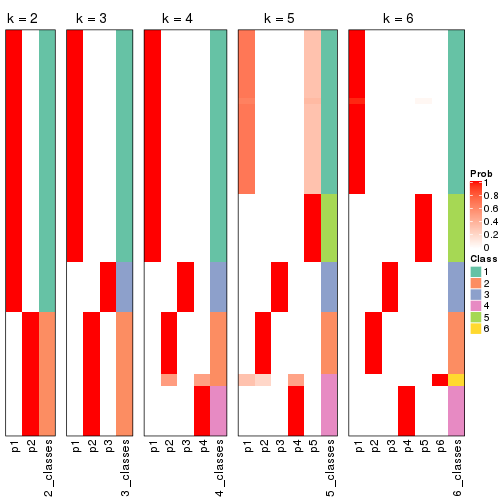 k = 2
k = 3
k = 4
k = 5
k = 6
Prob
1
0.8
0.6
0.4
0.2
0
Class
1
2
3
4
5
6
p1
p2
2_classes
p1
p2
p3
3_classes
p1
p2
p3
p4
4_classes
p1
p2
p3
p4
p5
5_classes
p1
p2
p3
p4
p5
p6
6_classes